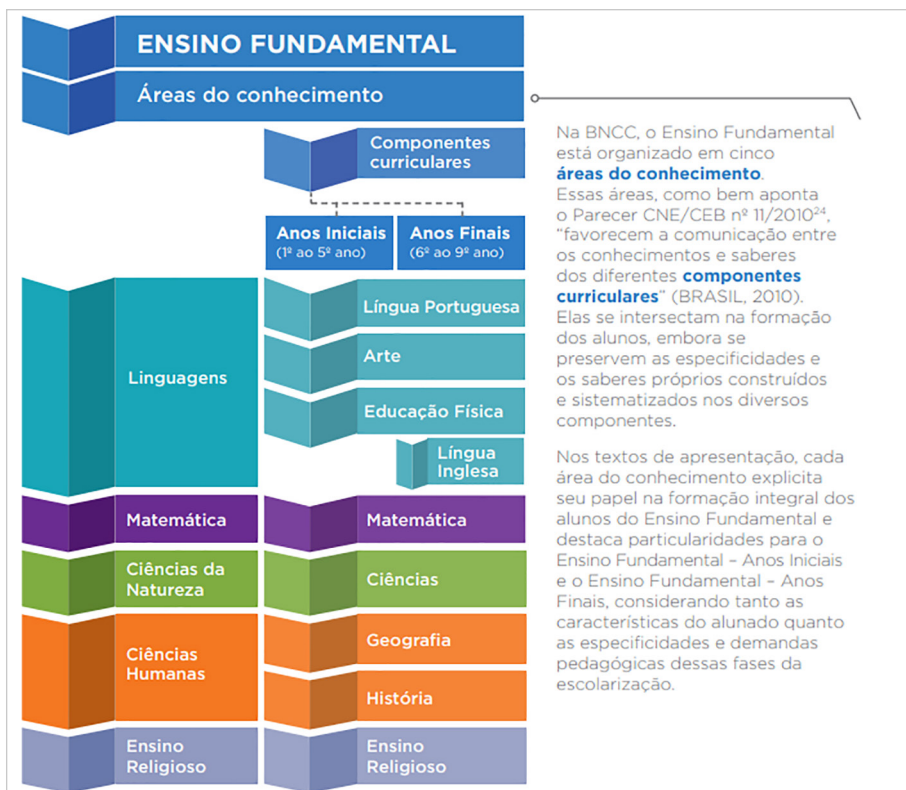 ENSINO FUNDAMENTAL
Áreas do conhecimento
Componentes
curriculares
Anos Iniciais
(1º ao 5º ano)
Anos Finais
(6º ao 9º ano)
Linguagens
Língua Portuguesa
Arte
Educação Física
Língua
Inglesa
Matemática
Matemática
Ciências da
Natureza
Ciências
Ciências
Humanas
Geografia
História
Ensino
Religioso
Ensino
Religioso
Na BNCC, o Ensino Fundamental
está organizado em cinco
áreas do conhecimento.
Essas áreas, como bem aponta
o Parecer CNE/CEB nº 11/2010²⁴,
“favorecem a comunicação entre
os conhecimentos e saberes
dos diferentes componentes
curriculares” (BRASIL, 2010).
Elas se intersectam na formação
dos alunos, embora se
preservem as especificidades e
os saberes próprios construídos
e sistematizados nos diversos
componentes.
Nos textos de apresentação, cada
área do conhecimento explicita
seu papel na formação integral dos
alunos do Ensino Fundamental e
destaca particularidades para o
Ensino Fundamental – Anos Iniciais
e o Ensino Fundamental – Anos
Finais, considerando tanto as
características do alunado quanto
as especificidades e demandas
pedagógicas dessas fases da
escolarização.